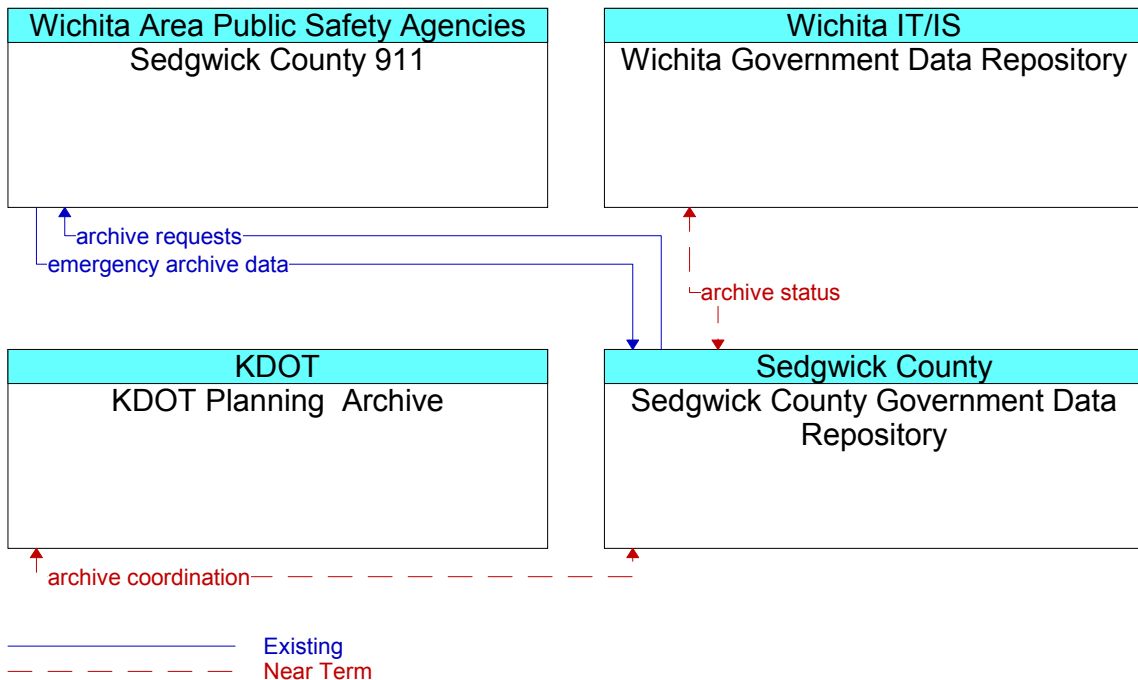 Wichita Area Public Safety Agencies
Sedgwick County 911
Wichita IT/IS
Wichita Government Data Repository
archive requests
emergency archive data
archive status
KDOT
KDOT Planning  Archive
Sedgwick County
Sedgwick County Government Data
Repository
archive coordination
Existing
Near Term